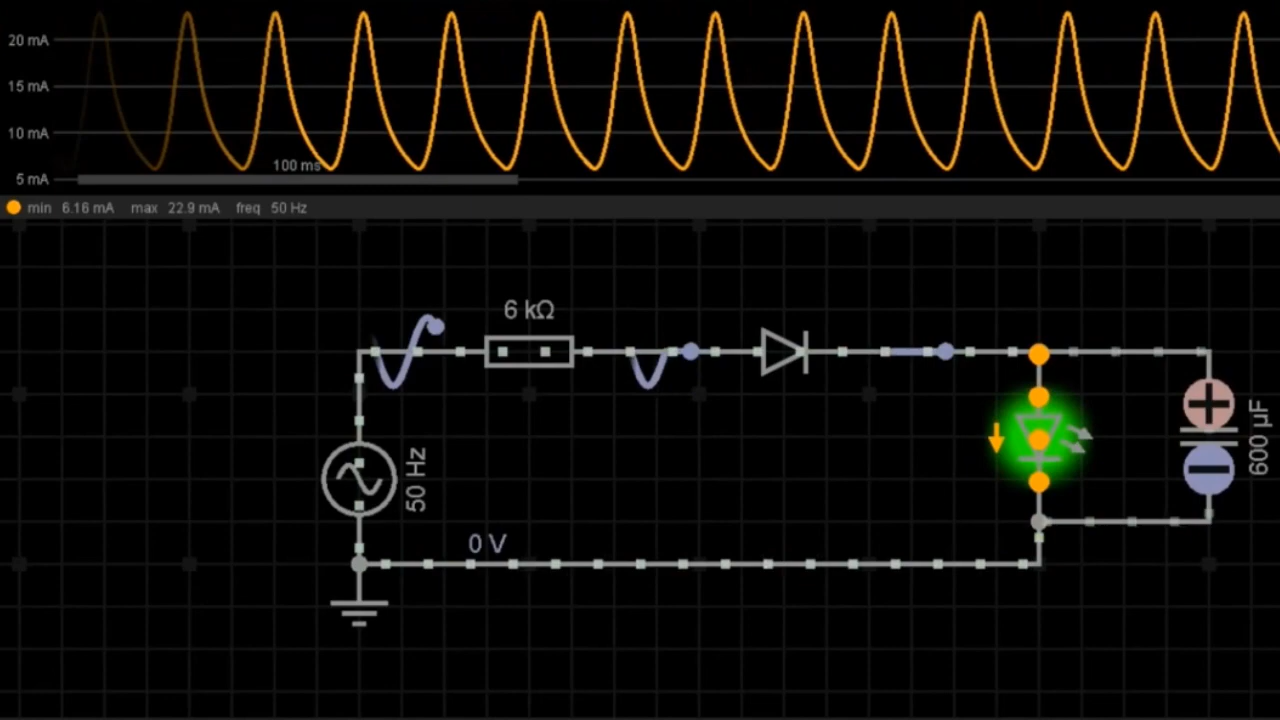 20 mA
15 mA
10 mA
100 ms
5 mA
min 6.16 mA max 22.9 mA freq 50 Hz
6 kΩ
50 Hz
600 µF
0 V